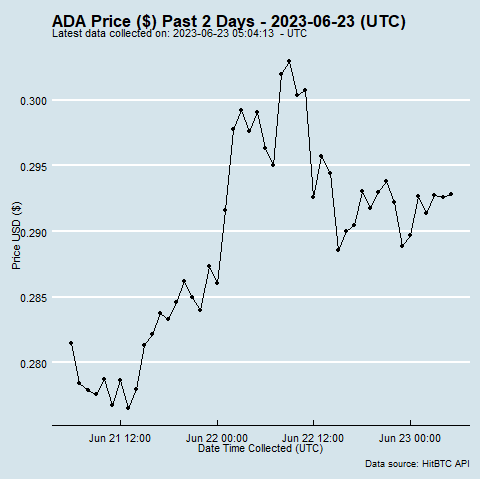 ADA Price ($) Past 2 Days - 2023-06-23 (UTC)
Latest data collected on: 2023-06-23 05:04:13  - UTC
0.300
0.295
0.290
0.285
0.280
Price USD ($)
Jun 21 12:00 Jun 22 00:00 Jun 22 12:00 Jun 23 00:00
Date Time Collected (UTC)
Data source: HitBTC API